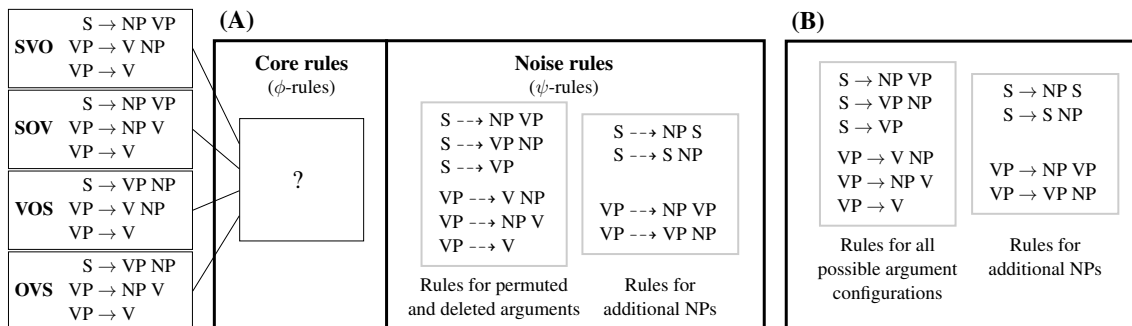 S → NP VP
SVO VP → V NP
VP → V
S → NP VP
SOV VP → NP V
VP → V
S → VP NP
VOS VP → V NP
VP → V
S → VP NP
OVS VP → NP V
VP → V
(A)
Core rules
(ϕ-rules)
?
Noise rules
(ψ-rules)
S ⇢ NP VP
S ⇢ VP NP
S ⇢ VP
VP ⇢ V NP
VP ⇢ NP V
VP ⇢ V
Rules for permuted
and deleted arguments
S ⇢ NP S
S ⇢ S NP
VP ⇢ NP VP
VP ⇢ VP NP
Rules for
additional NPs
(B)
S → NP VP
S → VP NP
S → VP
VP → V NP
VP → NP V
VP → V
Rules for all
possible argument
configurations
S → NP S
S → S NP
VP → NP VP
VP → VP NP
Rules for
additional NPs